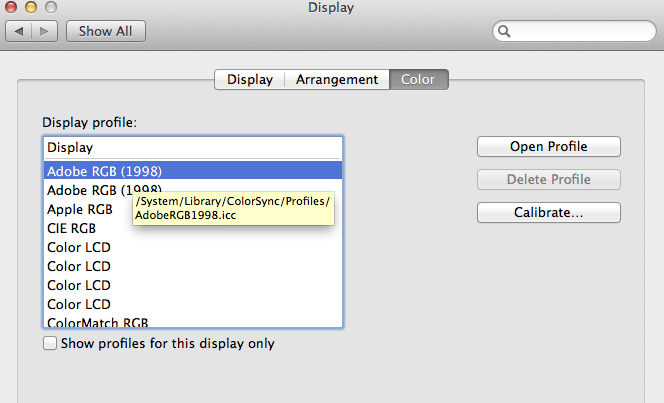 Display
Show All
Display Arrangement Color
Display profile:
Display
Adobe RGB (1998)
Adobe RGB (1998)
/System/Library/ColorSync/Profiles/
AdobeRGB1998.icc
Apple RGB
CIE RGB
Color LCD
Color LCD
Color LCD
Color LCD
ColorMatch RGB
Show profiles for this display only
Open Profile
Delete Profile
Calibrate...